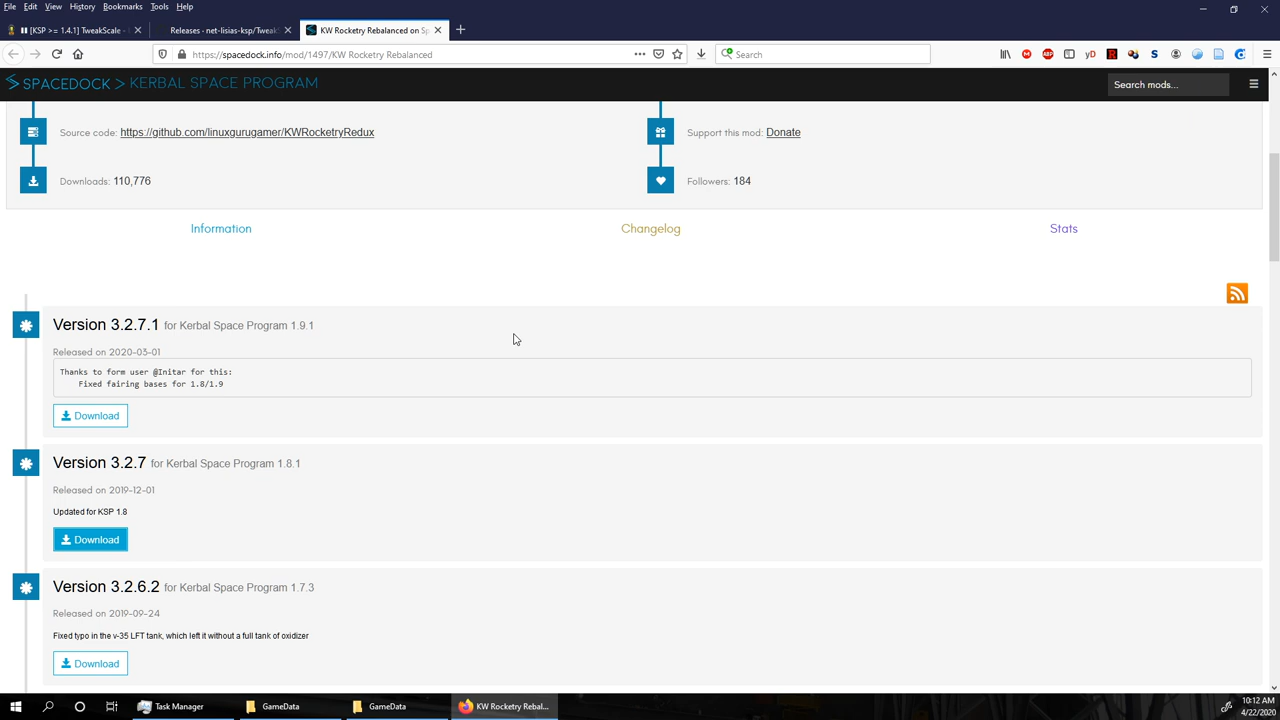 File Edit View History Bookmarks Tools Help
[KSP >= 1.4.1] TweakScale -
Releases · net-lisias-ksp/Tweak
KW Rocketry Rebalanced on Sp
https://spacedock.info/mod/1497/KW Rocketry Rebalanced
Search
SPACEDOCK > KERBAL SPACE PROGRAM
Search mods...
Source code: https://github.com/linuxgurugamer/KWRocketryRedux
Support this mod: Donate
Downloads: 110,776
Followers: 184
Information
Changelog
Stats
Version 3.2.7.1 for Kerbal Space Program 1.9.1
Released on 2020-03-01
Thanks to form user @Initar for this:
Fixed fairing bases for 1.8/1.9
Download
Version 3.2.7 for Kerbal Space Program 1.8.1
Released on 2019-12-01
Updated for KSP 1.8
Download
Version 3.2.6.2 for Kerbal Space Program 1.7.3
Released on 2019-09-24
Fixed typo in the v-35 LFT tank, which left it without a full tank of oxidizer
Download
Task Manager
GameData
GameData
KW Rocketry Rebal...
10:12 AM
4/22/2020